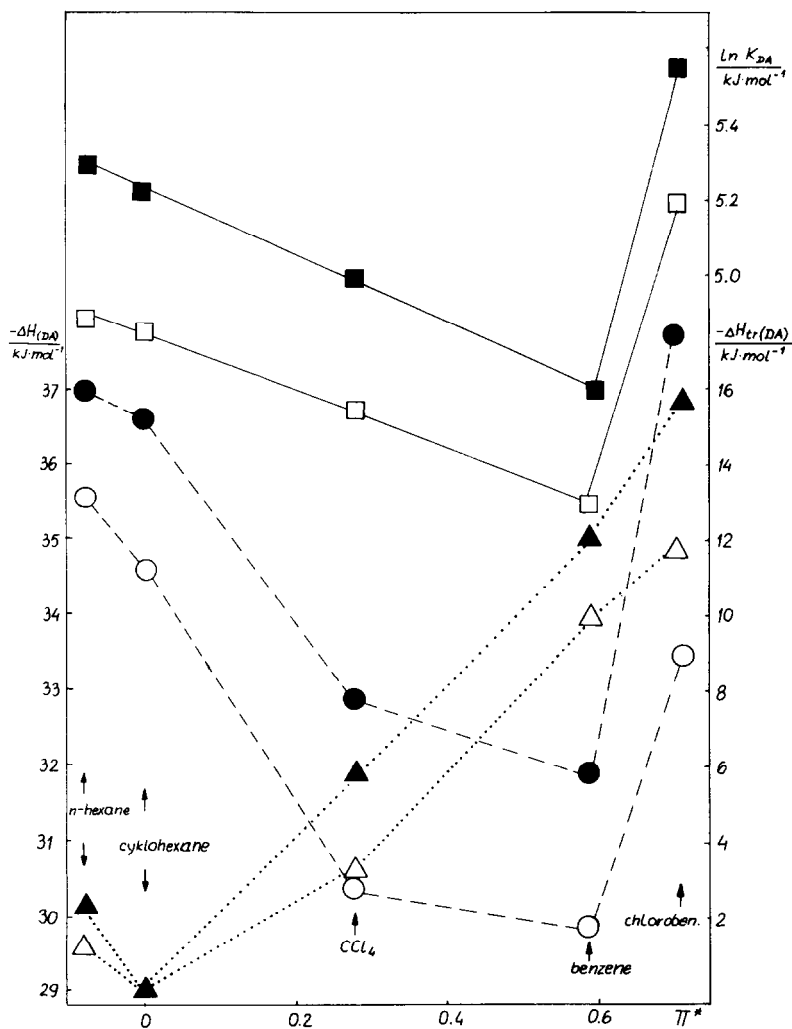 ln K_DA
kJ·mol⁻¹
5.4
5.2
5.0
-ΔH(DA)
kJ·mol⁻¹
-ΔH_tr(DA)
kJ·mol⁻¹
37
16
36
14
35
12
34
10
33
8
32
6
n-hexane
cyklohexane
31
4
30
2
chloroben.
CCl₄
benzene
29
0
0.2
0.4
0.6
π*